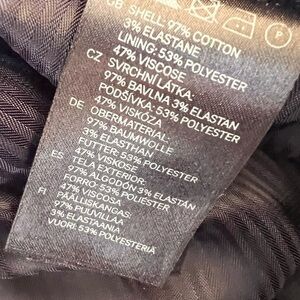 GB SHELL: 97% COTTON
3% ELASTANE
LINING: 53% POLYESTER
47% VISCOSE
CZ SVRCHNÍ LÁTKA:
97% BAVLNA 3% ELASTAN
PODŠÍVKA: 53% POLYESTER
47% VISKÓZA
DE OBERMATERIAL:
97% BAUMWOLLE
3% ELASTHAN
FUTTER: 53% POLYESTER
47% VISKOSE
ES TELA EXTERIOR:
97% ALGODÓN 3% ELASTÁN
FORRO: 53% POLIÉSTER
47% VISCOSA
FI PÄÄLLUSKANGAS:
97% PUUVILLAA
3% ELASTAANIA
VUORI: 53% POLYESTERIÄ
P